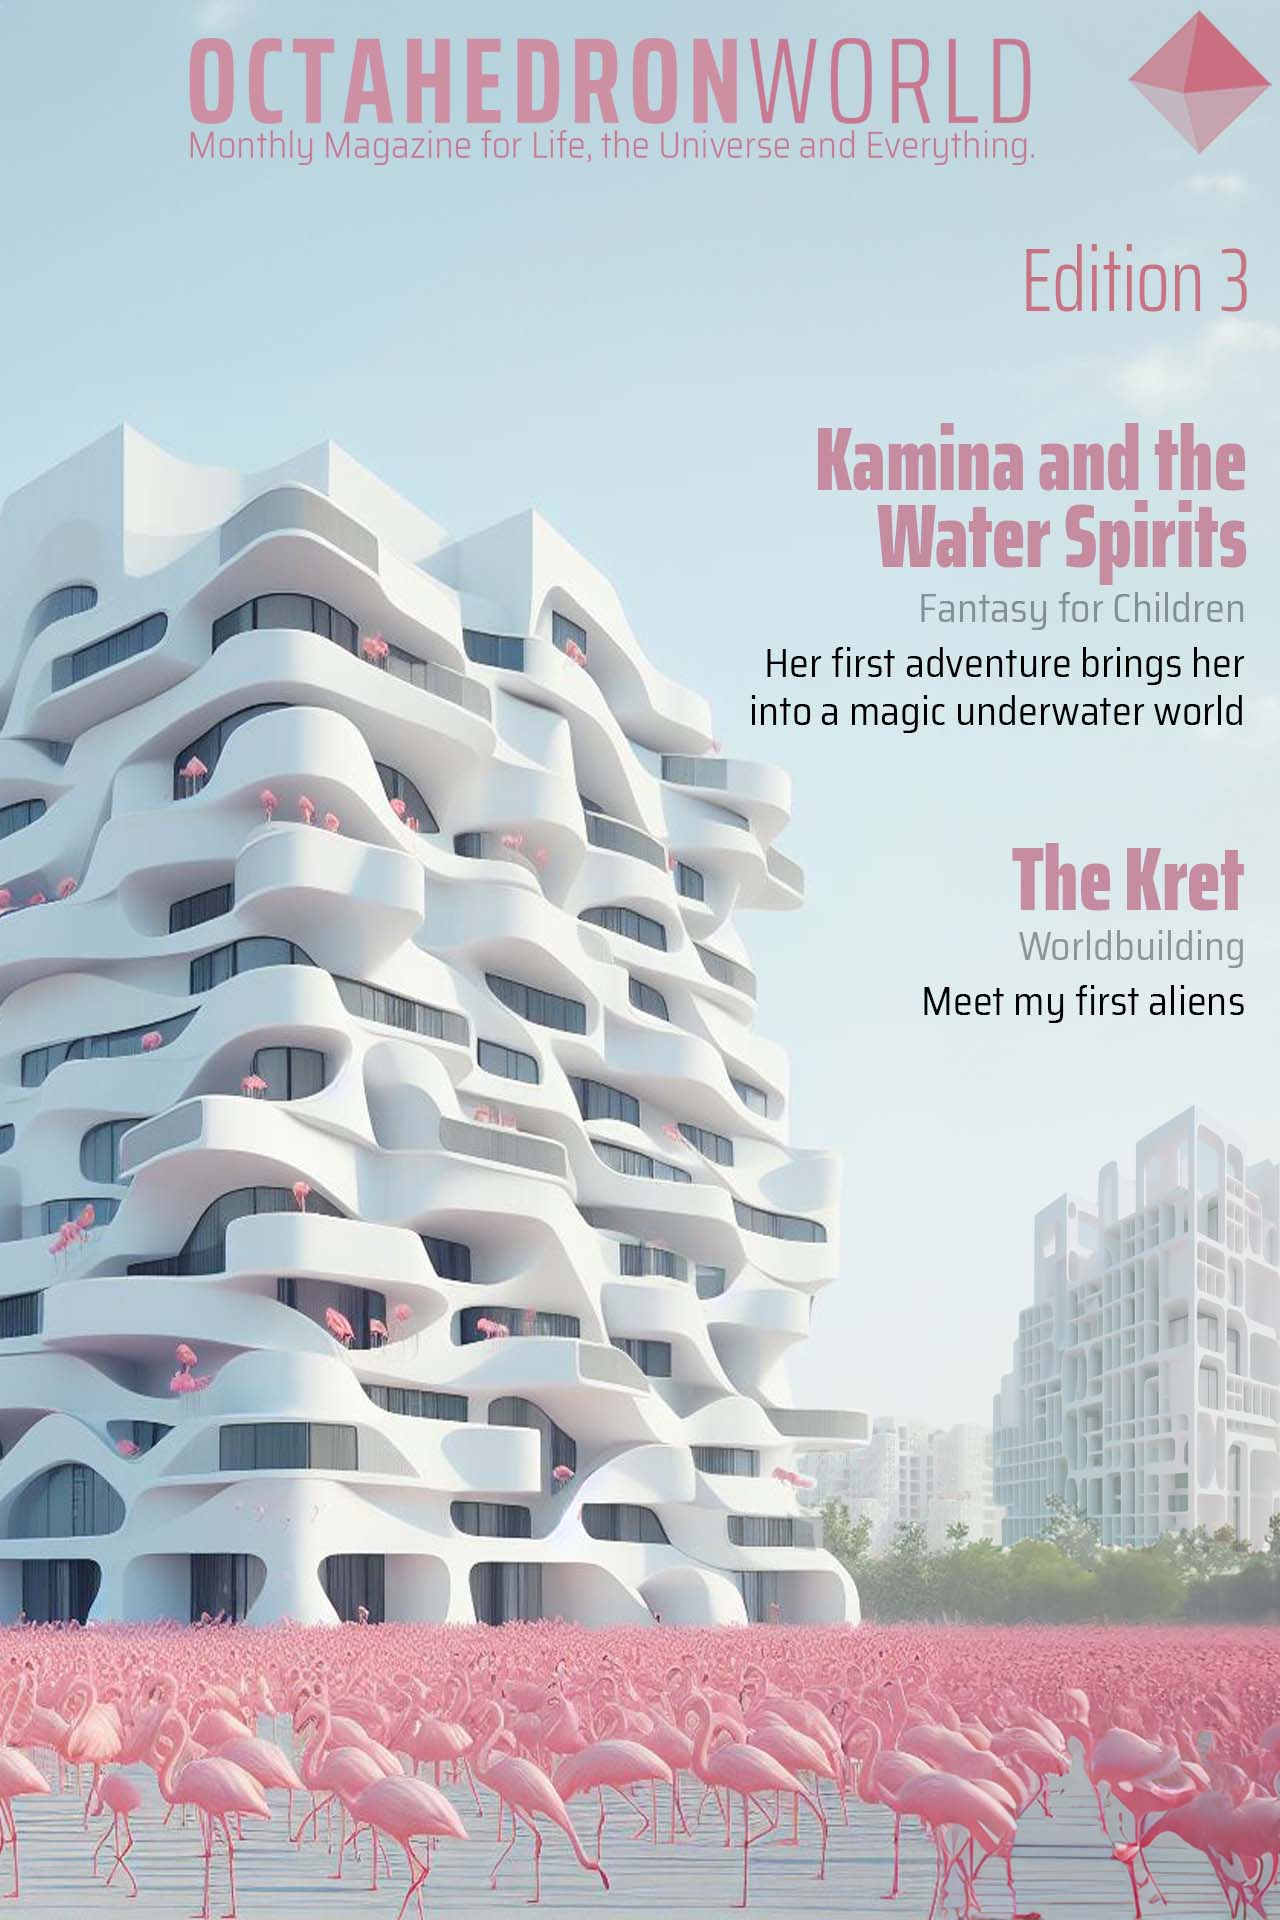 OCTAHEDRONWORLD
Monthly Magazine for Life, the Universe and Everything.
Edition 3
Kamina and the
Water Spirits
Fantasy for Children
Her first adventure brings her
into a magic underwater world
The Kret
Worldbuilding
Meet my first aliens